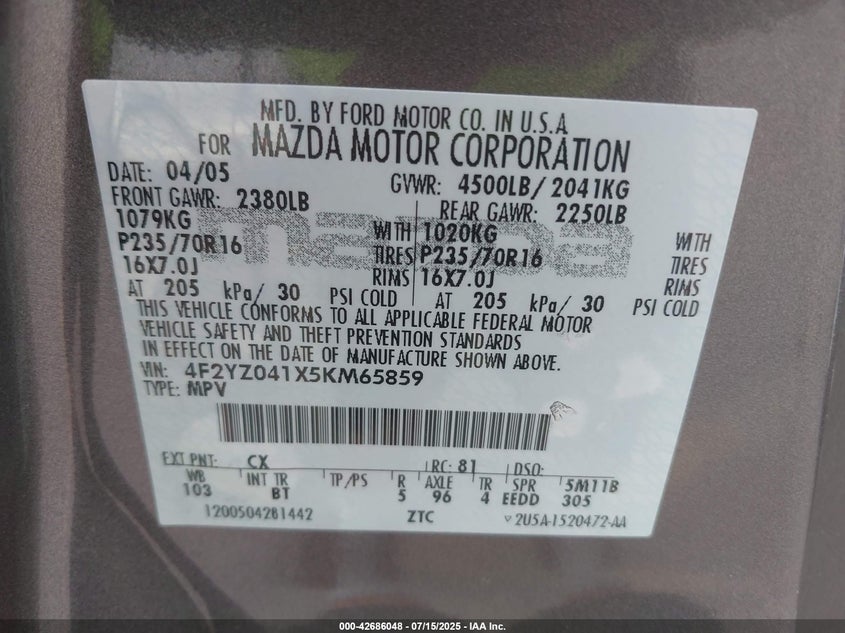 MFD. BY FORD MOTOR CO. IN U.S.A
FOR MAZDA MOTOR CORPORATION
DATE: 04/05 GVWR: 4500LB/ 2041KG
FRONT GAWR: 2380LB REAR GAWR: 2250LB
1079KG WITH 1020KG WITH
P235/70R16 TIRES P235/70R16 TIRES
16X7.0J RIMS 16X7.0J RIMS
AT 205 kPa/ 30 PSI COLD AT 205 kPa/ 30 PSI COLD
THIS VEHICLE CONFORMS TO ALL APPLICABLE FEDERAL MOTOR
VEHICLE SAFETY AND THEFT PREVENTION STANDARDS
IN EFFECT ON THE DATE OF MANUFACTURE SHOWN ABOVE.
VIN: 4F2YZ041X5KM65859
TYPE: MPV
EXT PNT: CX RC: 81 DSO:
WB INT TR TP/PS R AXLE TR SPR 5M11B
103 BT 5 96 4 EEDD 305
1200504281442 ZTC v 2U5A-1520472-AA
mazda
000-42686048 - 07/15/2025 - IAA Inc.